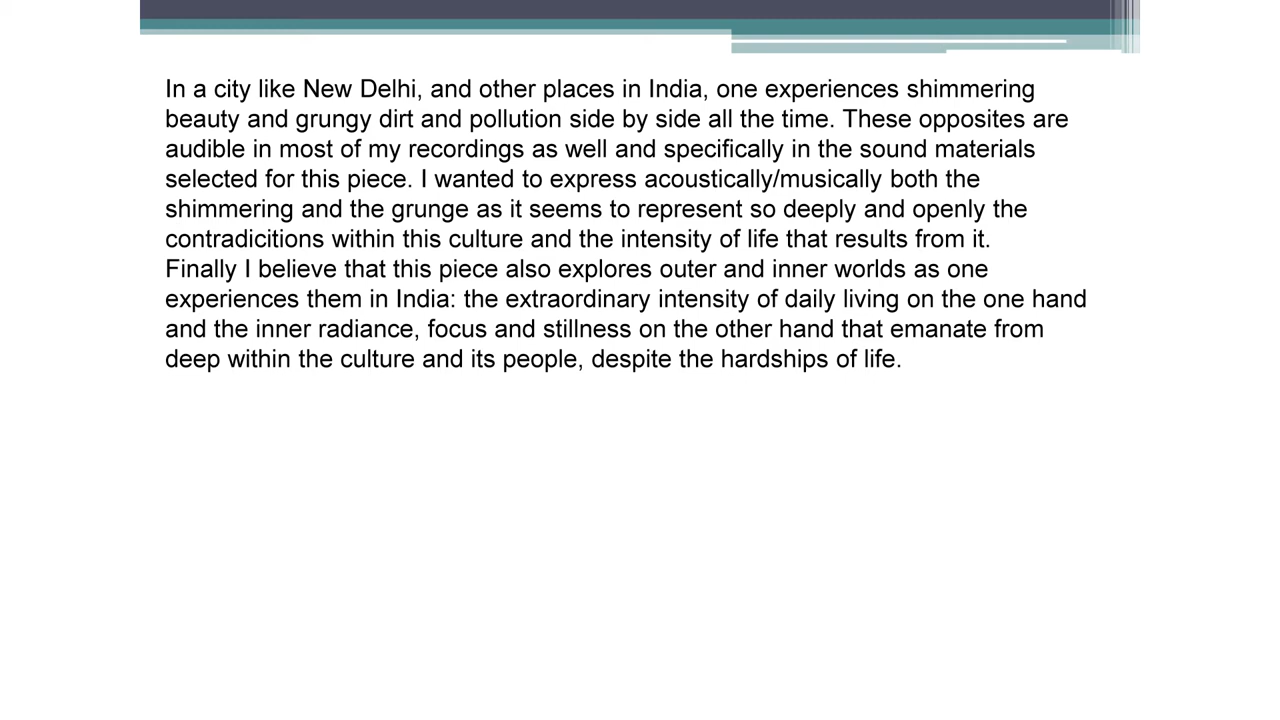 In a city like New Delhi, and other places in India, one experiences shimmering
beauty and grungy dirt and pollution side by side all the time. These opposites are
audible in most of my recordings as well and specifically in the sound materials
selected for this piece. I wanted to express acoustically/musically both the
shimmering and the grunge as it seems to represent so deeply and openly the
contradicitions within this culture and the intensity of life that results from it.
Finally I believe that this piece also explores outer and inner worlds as one
experiences them in India: the extraordinary intensity of daily living on the one hand
and the inner radiance, focus and stillness on the other hand that emanate from
deep within the culture and its people, despite the hardships of life.